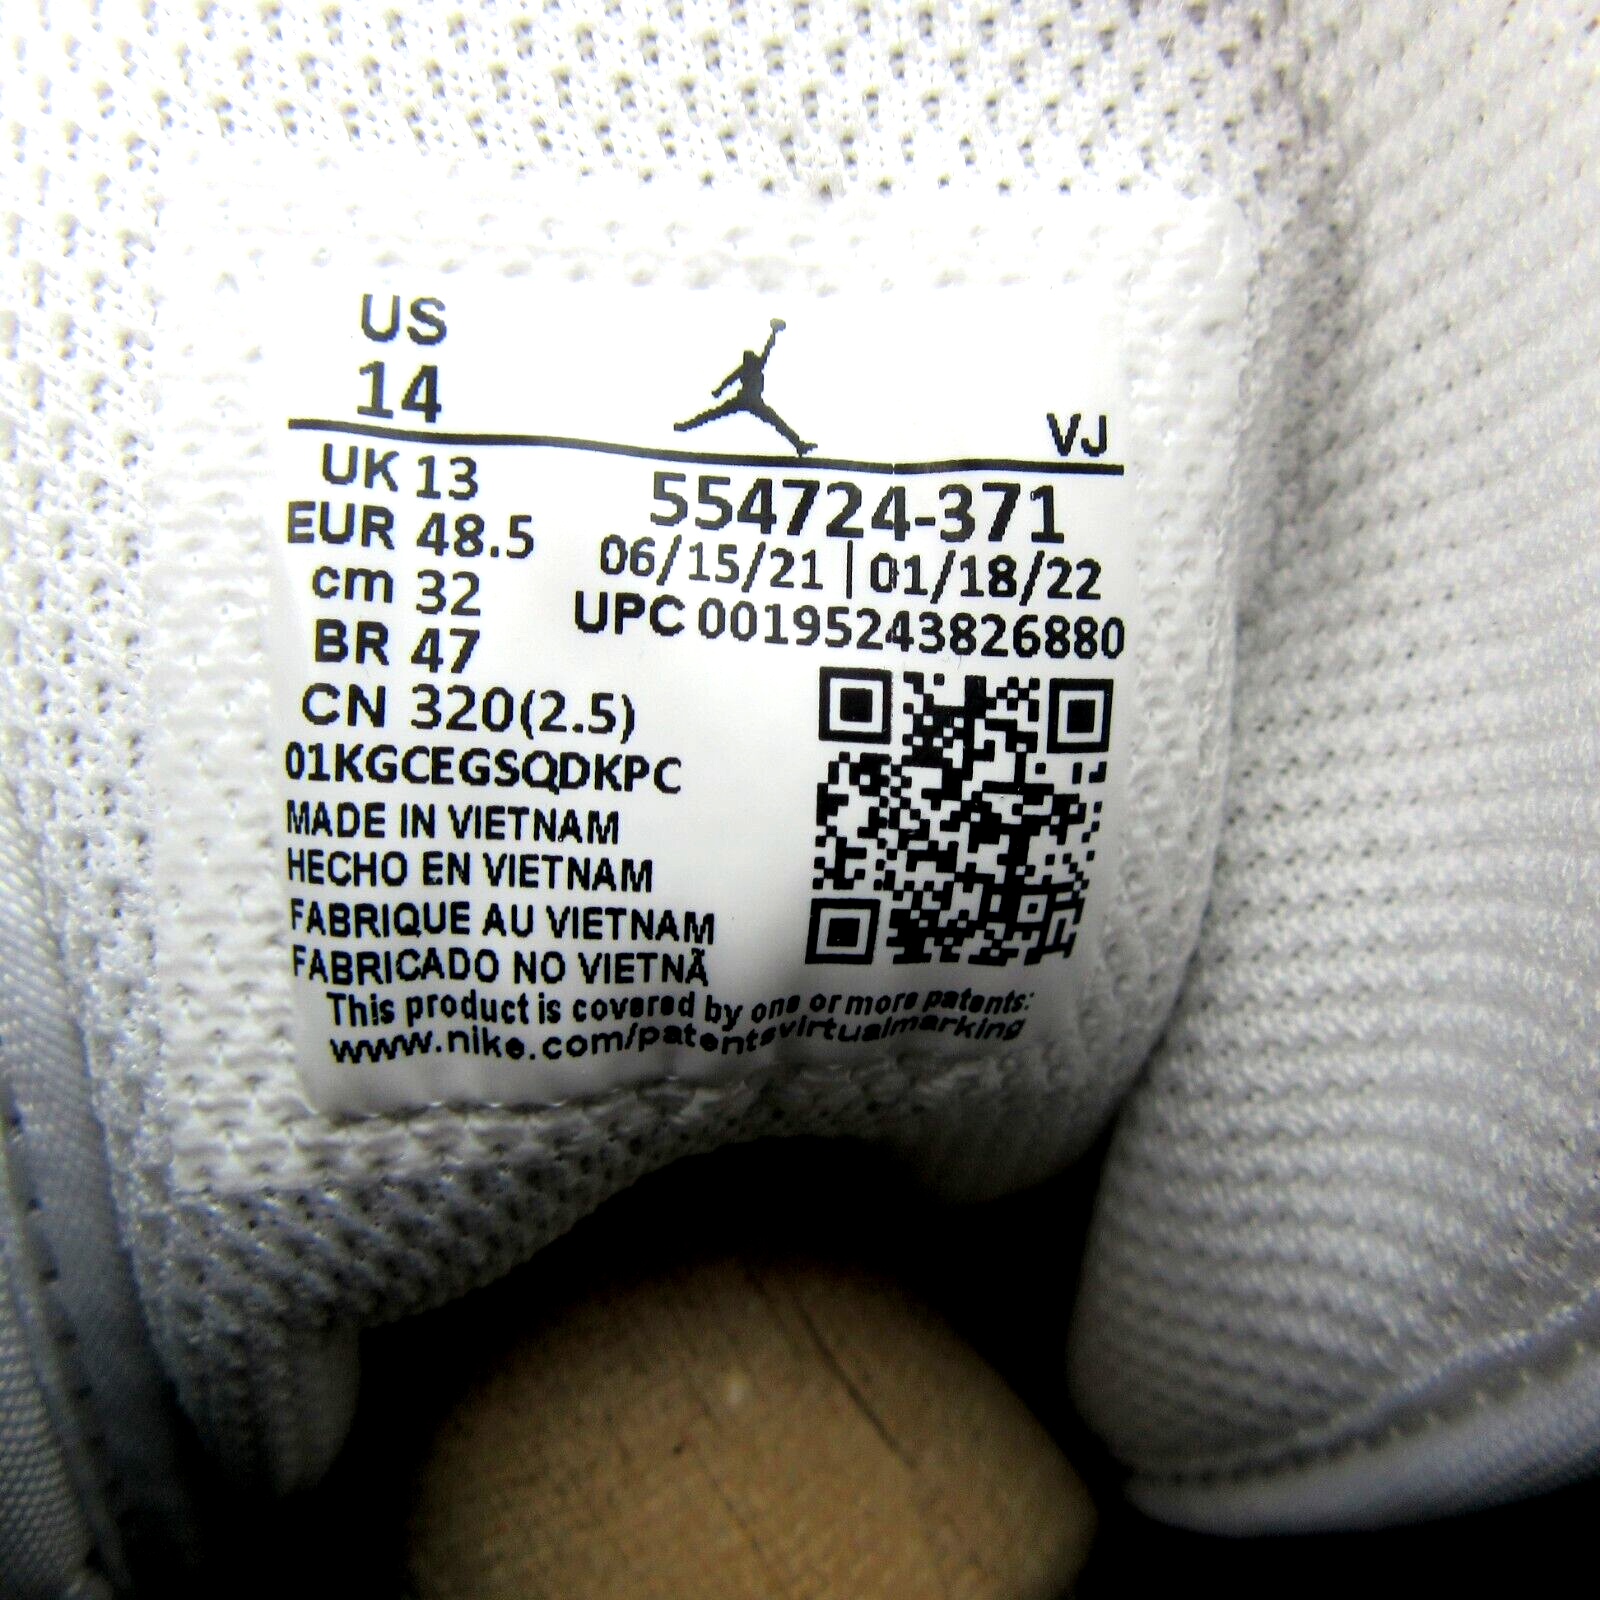 US
14
VJ
UK 13
EUR 48.5
cm 32
BR 47
CN 320(2.5)
554724-371
06/15/21 | 01/18/22
UPC 00195243826880
01KGCEGSQDKPC
MADE IN VIETNAM
HECHO EN VIETNAM
FABRIQUE AU VIETNAM
FABRICADO NO VIETNÃ
This product is covered by one or more patents:
www.nike.com/patentsvirtualmarking